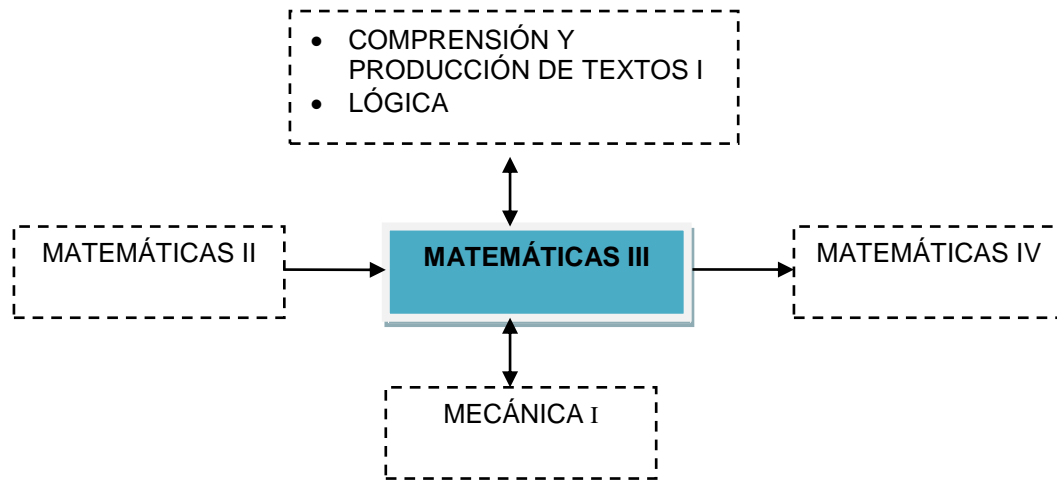 • COMPRENSIÓN Y
PRODUCCIÓN DE TEXTOS I
• LÓGICA
MATEMÁTICAS II
MATEMÁTICAS III
MATEMÁTICAS IV
MECÁNICA I